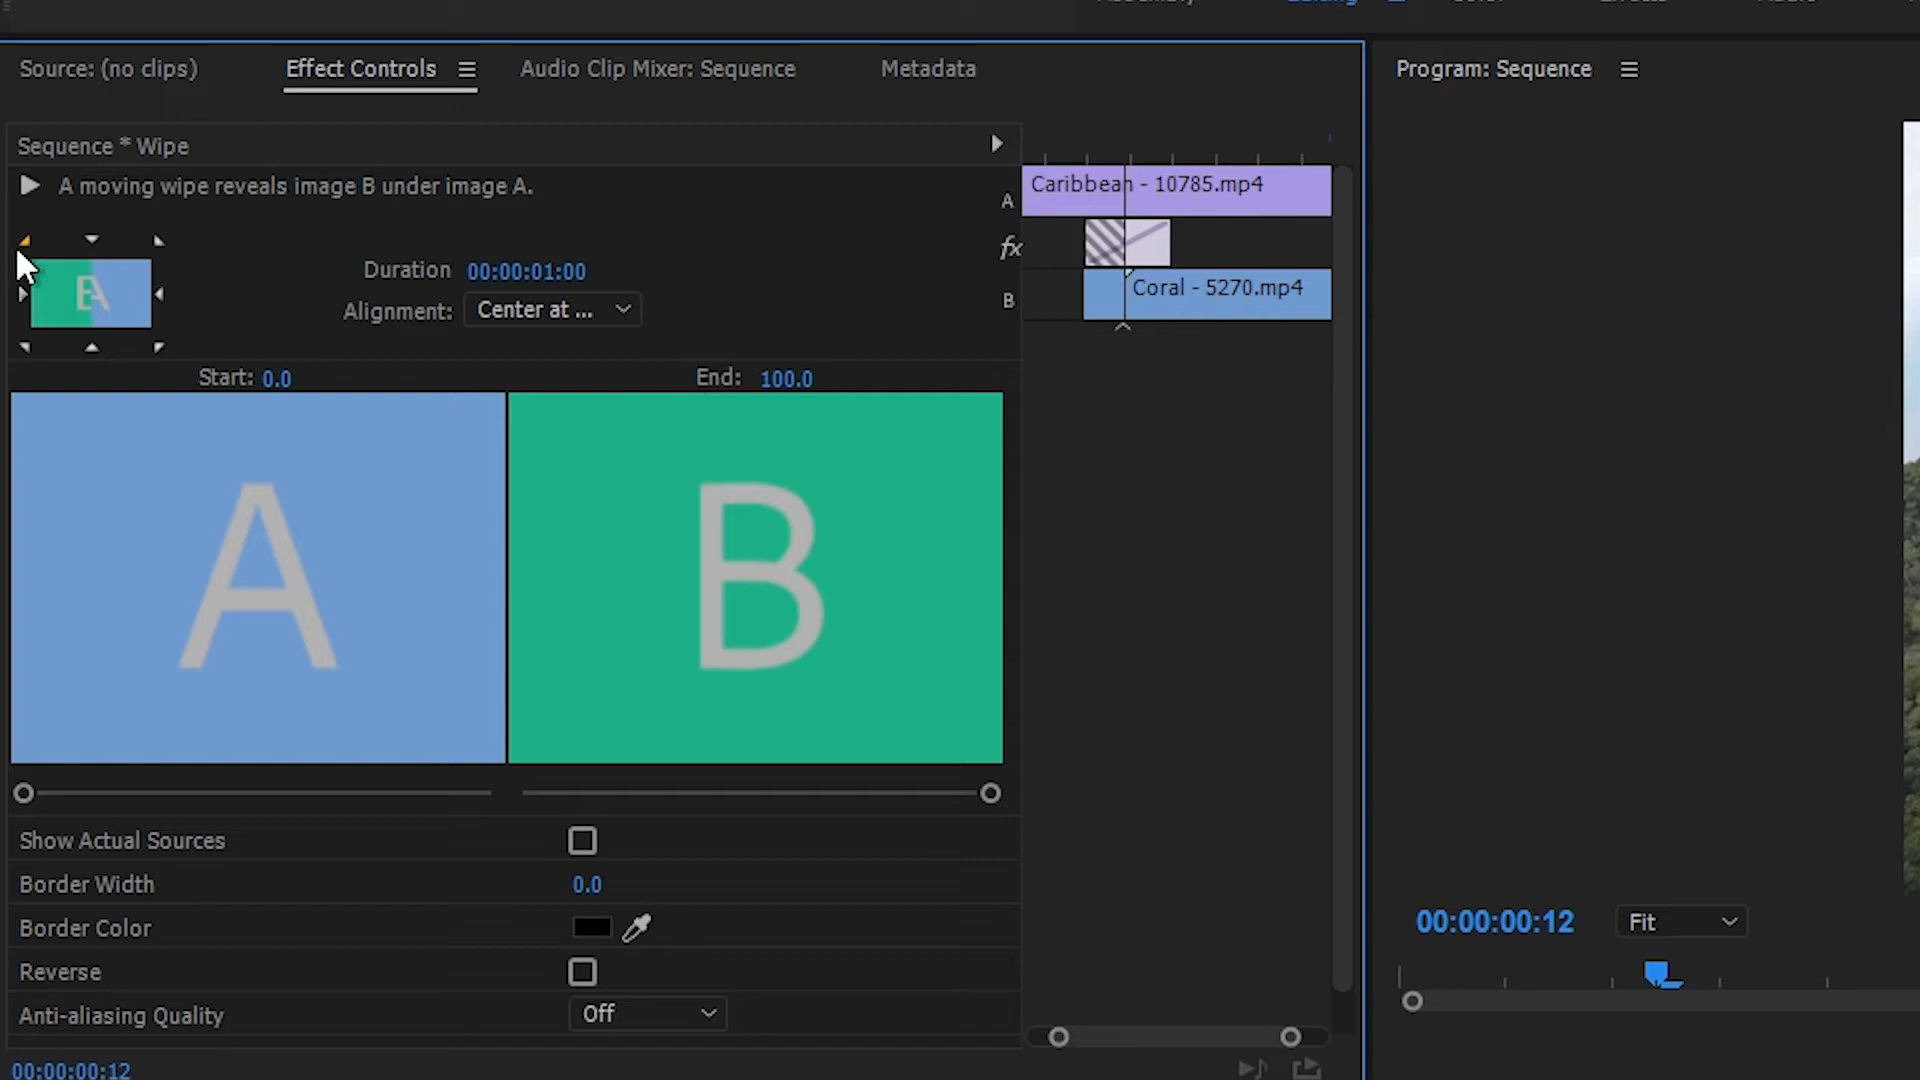 Editing
Source: (no clips)
Effect Controls
Audio Clip Mixer: Sequence
Metadata
Program: Sequence
Sequence * Wipe
A moving wipe reveals image B under image A.
A
Caribbean - 10785.mp4
fx
B
Coral - 5270.mp4
B A
Duration 00:00:01:00
Alignment: Center at ...
Start: 0.0
End: 100.0
A
B
Show Actual Sources
Border Width 0.0
Border Color
Reverse
Anti-aliasing Quality Off
00:00:00:12
00:00:00:12
Fit